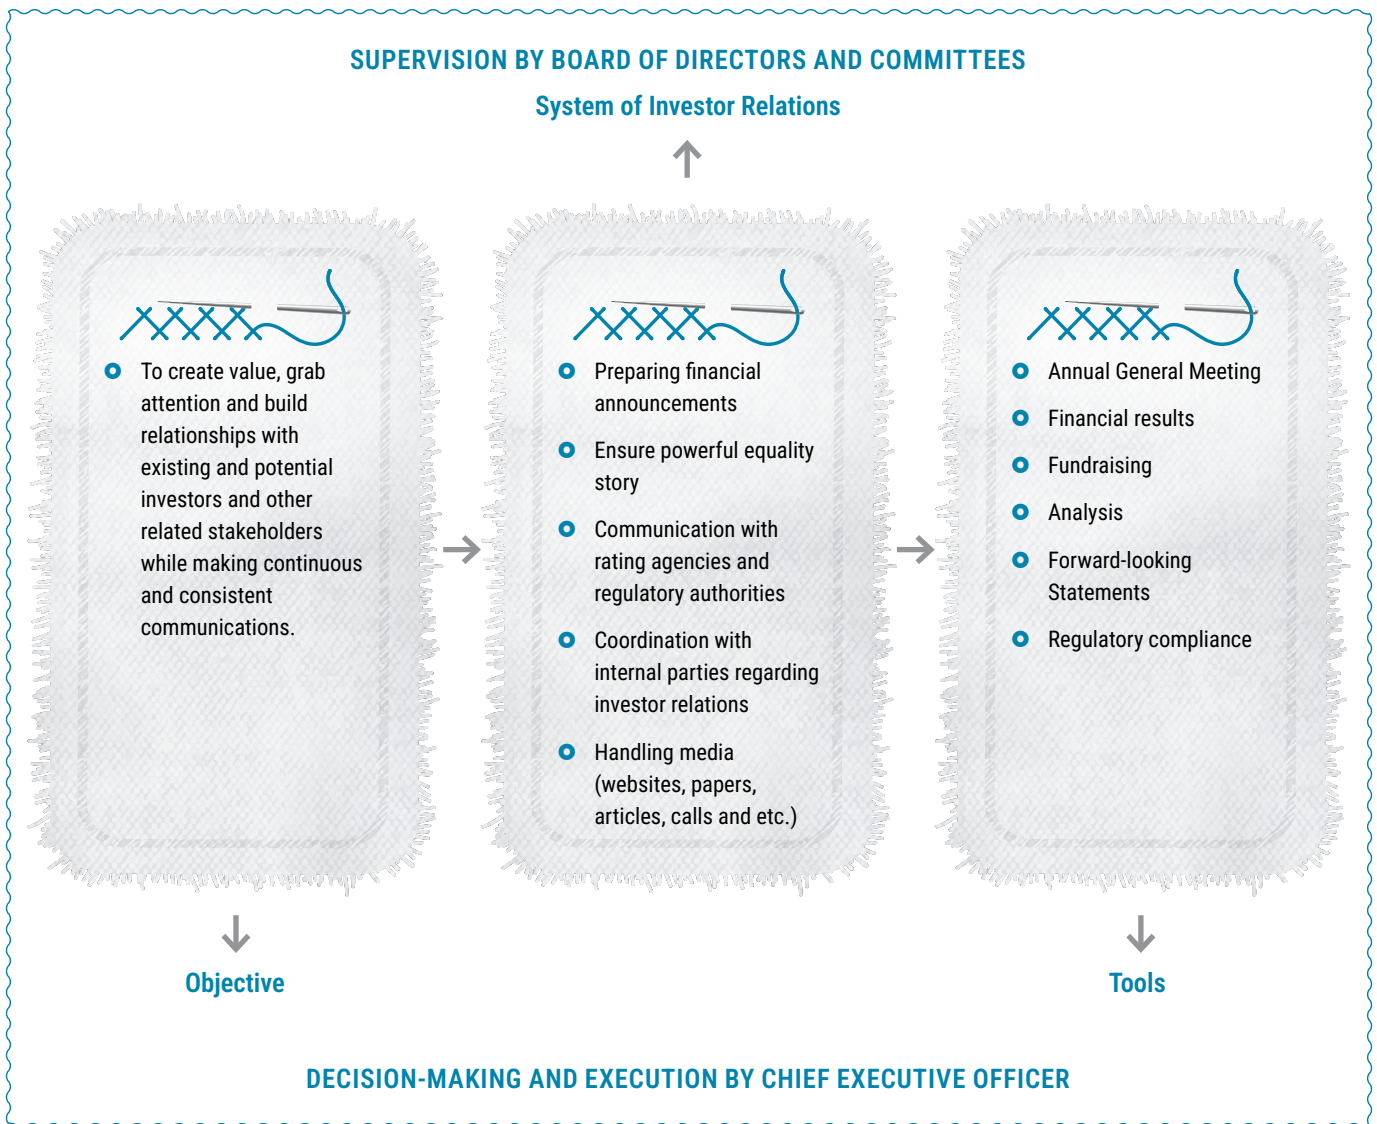 SUPERVISION BY BOARD OF DIRECTORS AND COMMITTEES
System of Investor Relations
To create value, grab
attention and build
relationships with
existing and potential
investors and other
related stakeholders
while making continuous
and consistent
communications.
Preparing financial
announcements
Ensure powerful equality
story
Communication with
rating agencies and
regulatory authorities
Coordination with
internal parties regarding
investor relations
Handling media
(websites, papers,
articles, calls and etc.)
Annual General Meeting
Financial results
Fundraising
Analysis
Forward-looking
Statements
Regulatory compliance
Objective
Tools
DECISION-MAKING AND EXECUTION BY CHIEF EXECUTIVE OFFICER